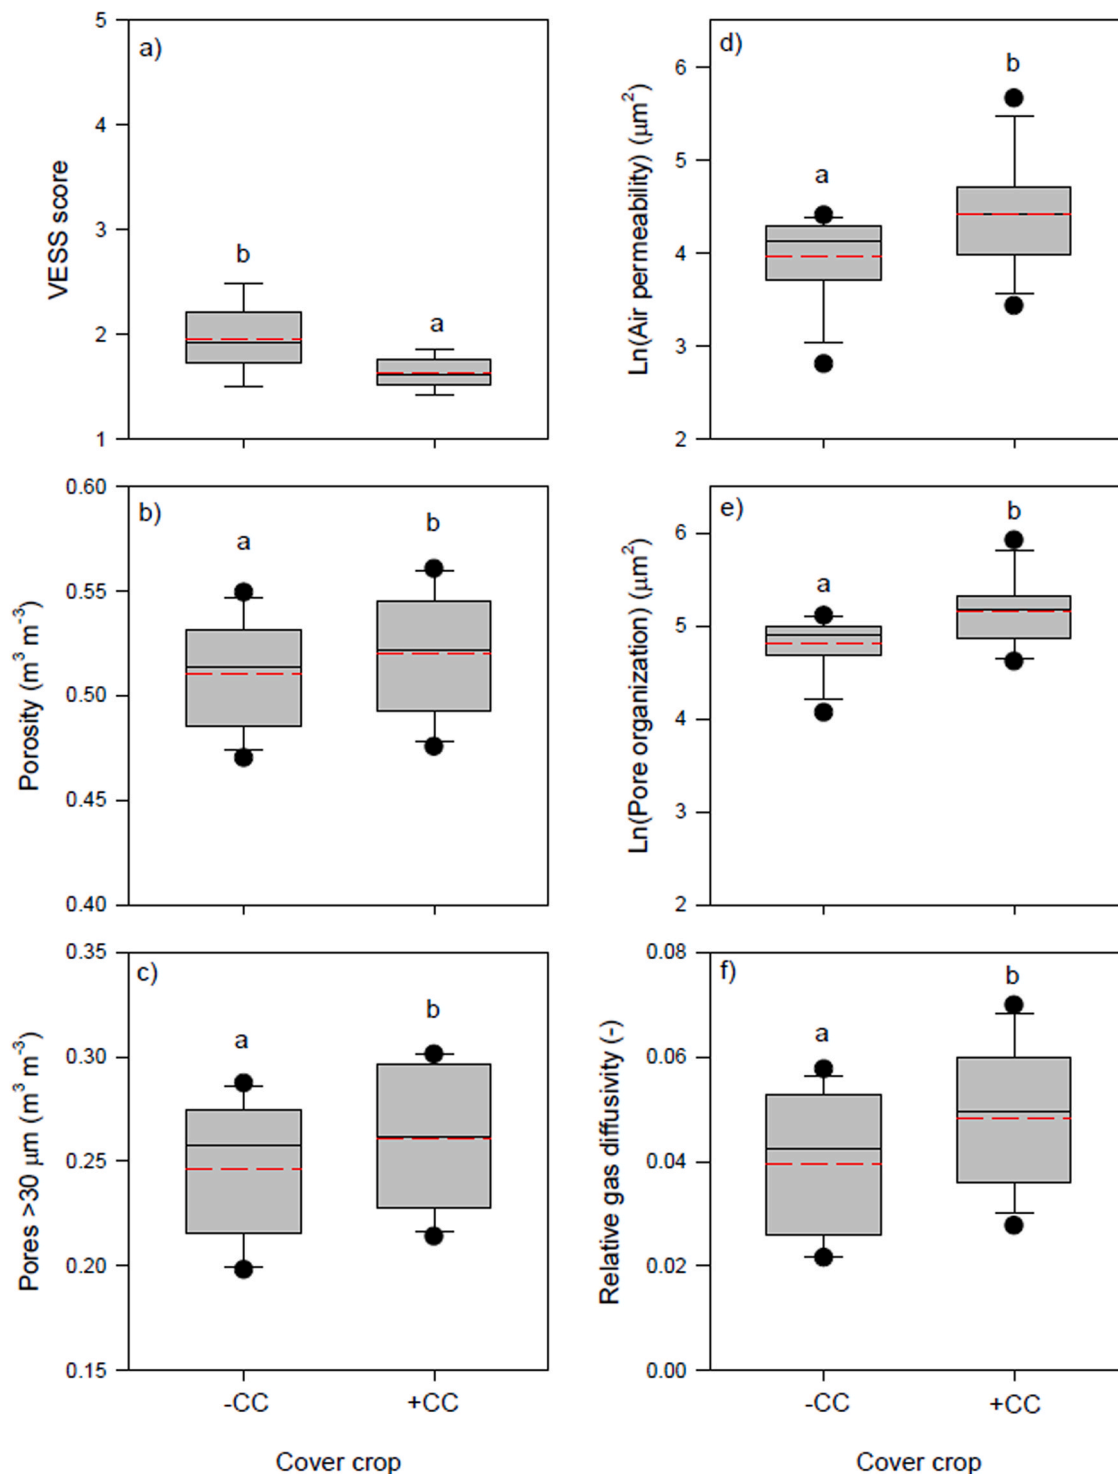 a)
VESS score
5
4
3
2
1
b
a
d)
Ln(Air permeability) (μm²)
6
5
4
3
2
a
b
b)
Porosity (m³ m⁻³)
0.60
0.55
0.50
0.45
0.40
a
b
e)
Ln(Pore organization) (μm²)
6
5
4
3
2
a
b
c)
Pores >30 μm (m³ m⁻³)
0.35
0.30
0.25
0.20
0.15
a
b
-CC
+CC
Cover crop
f)
Relative gas diffusivity (-)
0.08
0.06
0.04
0.02
0.00
a
b
-CC
+CC
Cover crop